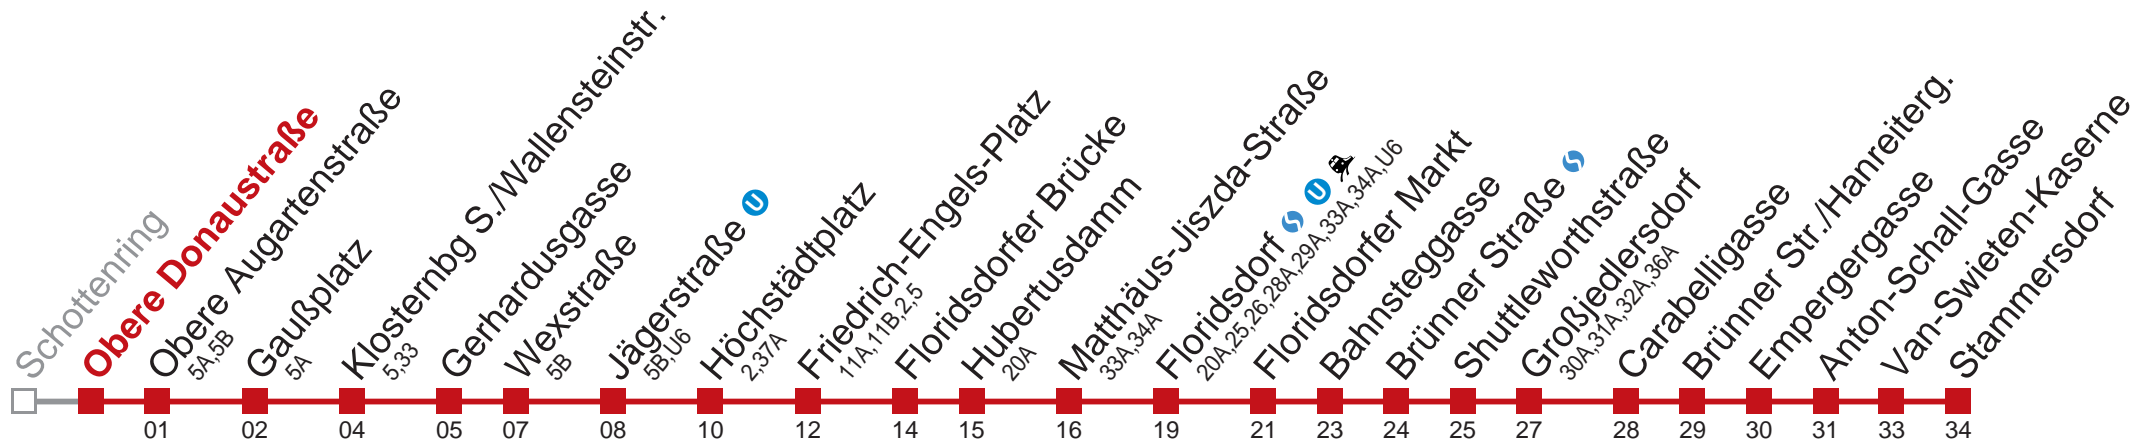 Schottenring
Obere Donaustraße
Obere Augartenstraße
5A,5B
Gaußplatz
5A
Klosternbg S./Wallensteinstr.
5,33
Gerhardusgasse
Wexstraße
5B
Jägerstraße U
5B,U6
Höchstädtplatz
2,37A
Friedrich-Engels-Platz
11A,11B,2,5
Floridsdorfer Brücke
Hubertusdamm
20A
Matthäus-Jiszda-Straße
33A,34A
Floridsdorf S U
20A,25,26,28A,29A,33A,34A,U6
Floridsdorfer Markt
Bahnsteggasse
Brünner Straße S
Shuttleworthstraße
Großjedlersdorf
30A,31A,32A,36A
Carabelligasse
Brünner Str./Hanreiterg.
Empergergasse
Anton-Schall-Gasse
Van-Swieten-Kaserne
Stammersdorf
01 02 04 05 07 08 10 12 14 15 16 19 21 23 24 25 27 28 29 30 31 33 34